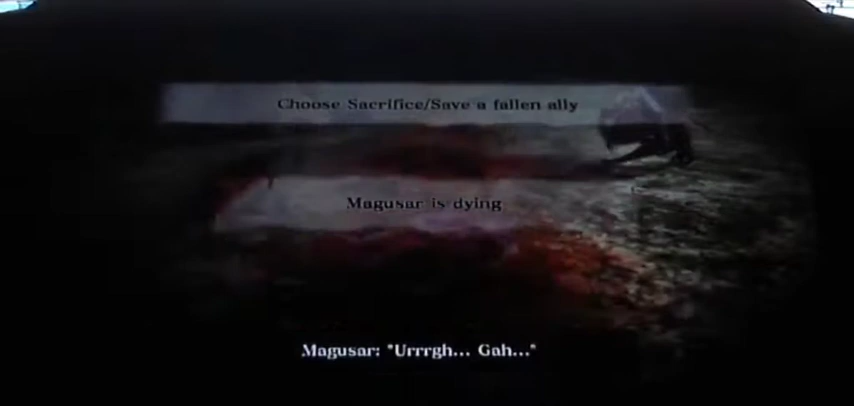 Choose Sacrifice/Save a fallen ally
Magusar is dying
Magusar: "Urrrgh... Gah..."